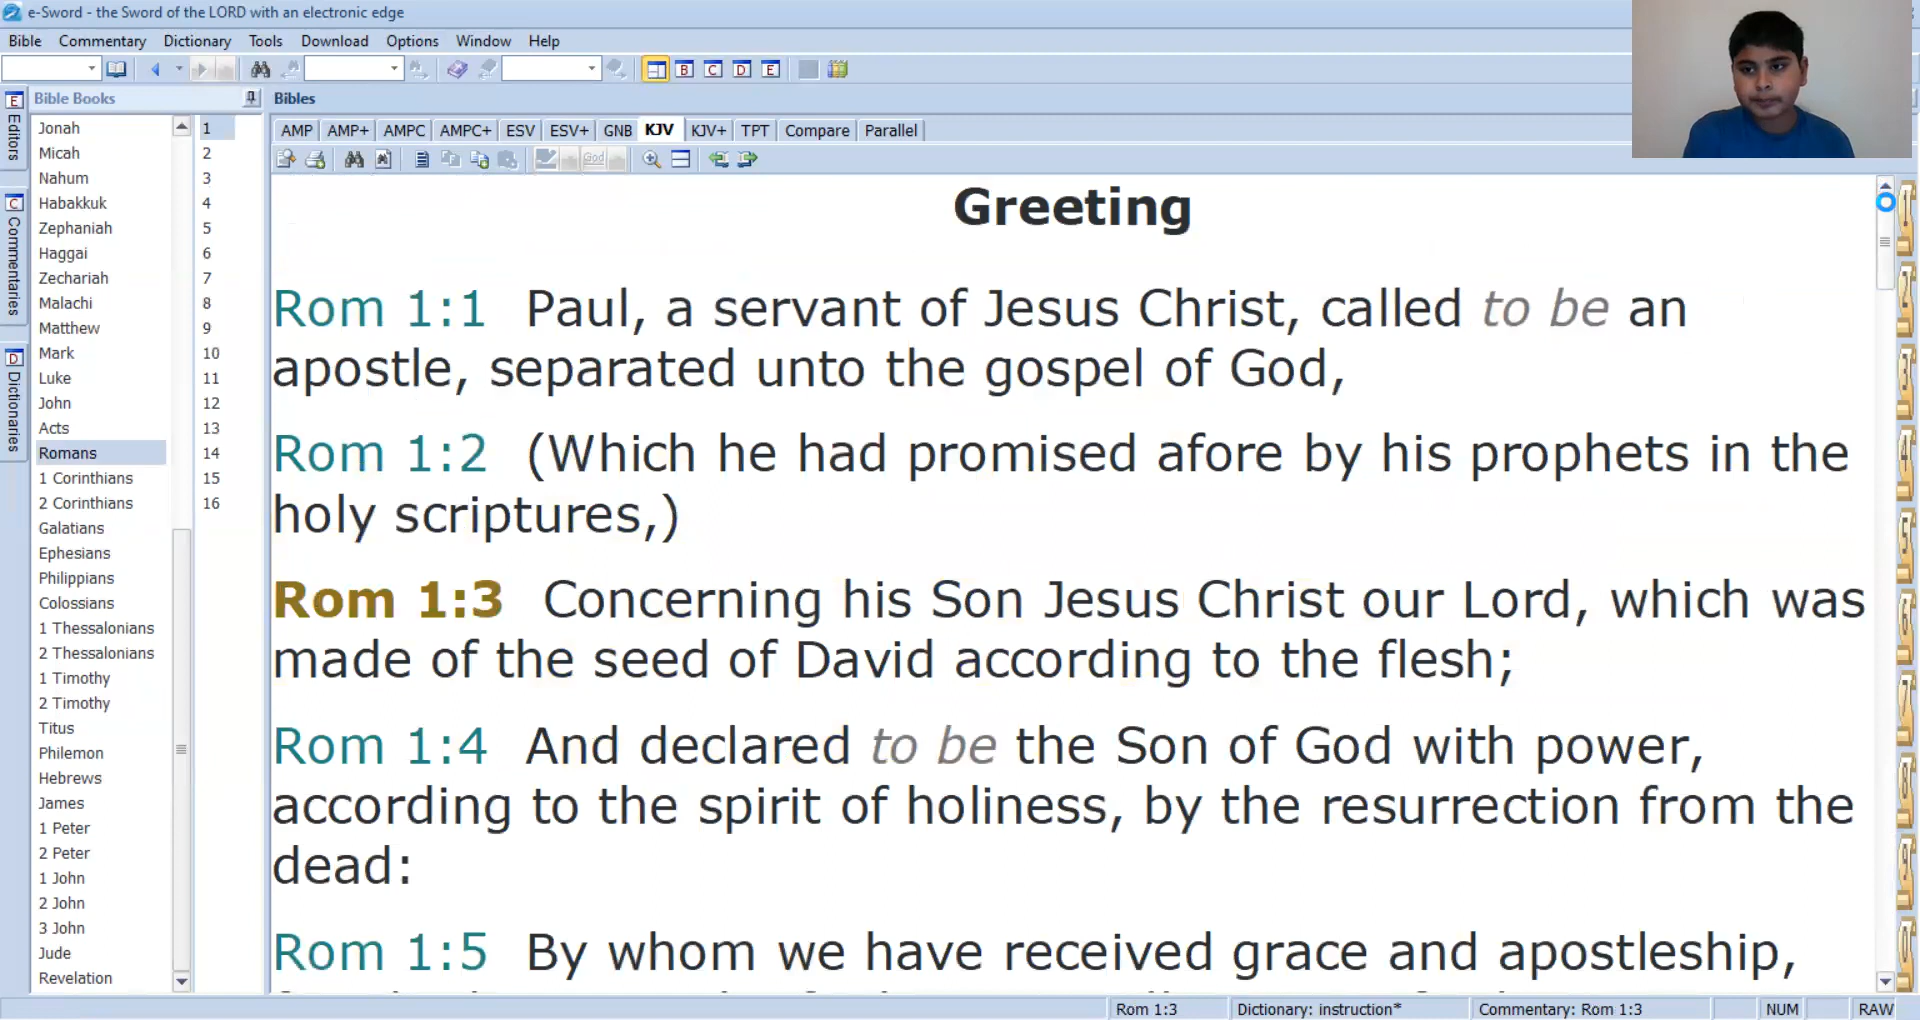 e-Sword - the Sword of the LORD with an electronic edge
Bible Commentary Dictionary Tools Download Options Window Help
B C D E
Bible Books
Bibles
E Editors
C Commentaries
D Dictionaries
Jonah
Micah
Nahum
Habakkuk
Zephaniah
Haggai
Zechariah
Malachi
Matthew
Mark
Luke
John
Acts
Romans
1 Corinthians
2 Corinthians
Galatians
Ephesians
Philippians
Colossians
1 Thessalonians
2 Thessalonians
1 Timothy
2 Timothy
Titus
Philemon
Hebrews
James
1 Peter
2 Peter
1 John
2 John
3 John
Jude
Revelation
1
2
3
4
5
6
7
8
9
10
11
12
13
14
15
16
AMP AMP+ AMPC AMPC+ ESV ESV+ GNB KJV KJV+ TPT Compare Parallel
God
Greeting
Rom 1:1 Paul, a servant of Jesus Christ, called to be an
apostle, separated unto the gospel of God,
Rom 1:2 (Which he had promised afore by his prophets in the
holy scriptures,)
Rom 1:3 Concerning his Son Jesus Christ our Lord, which was
made of the seed of David according to the flesh;
Rom 1:4 And declared to be the Son of God with power,
according to the spirit of holiness, by the resurrection from the
dead:
Rom 1:5 By whom we have received grace and apostleship,
Rom 1:3 Dictionary: instruction* Commentary: Rom 1:3 NUM RAW